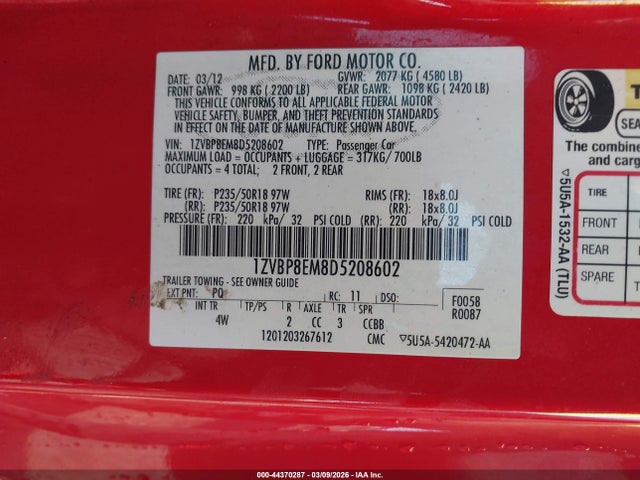 MFD. BY FORD MOTOR CO.
DATE: 03/12 GVWR: 2077 KG ( 4580 LB)
FRONT GAWR: 998 KG ( 2200 LB) REAR GAWR: 1098 KG ( 2420 LB)
THIS VEHICLE CONFORMS TO ALL APPLICABLE FEDERAL MOTOR
VEHICLE SAFETY, BUMPER, AND THEFT PREVENTION STANDARDS
IN EFFECT ON THE DATE OF MANUFACTURE SHOWN ABOVE.
VIN: 1ZVBP8EM8D5208602 TYPE: Passenger Car
MAXIMUM LOAD = OCCUPANTS + LUGGAGE = 317KG/700LB
OCCUPANTS = 4 TOTAL; 2 FRONT, 2 REAR
TIRE (FR): P235/50R18 97W RIMS (FR): 18x8.0J
(RR): P235/50R18 97W (RR): 18x8.0J
PRESSURE (FR): 220 kPa/ 32 PSI COLD (RR): 220 kPa/ 32 PSI COLD
1ZVBP8EM8D5208602
TRAILER TOWING - SEE OWNER GUIDE
EXT PNT: PQ RC: 11 DSO: F0058
R0087
INT TR TP/PS R AXLE TR SPR
4W 2 CC 3 CCBB
1201203267612 CMC ▽5U5A-5420472-AA
T
SEA
The combine
and carg
TIRE
FRONT
REAR
SPARE T
▽5U5A-1532-AA (TLU)
000-44370287 - 03/09/2026 - IAA Corp.